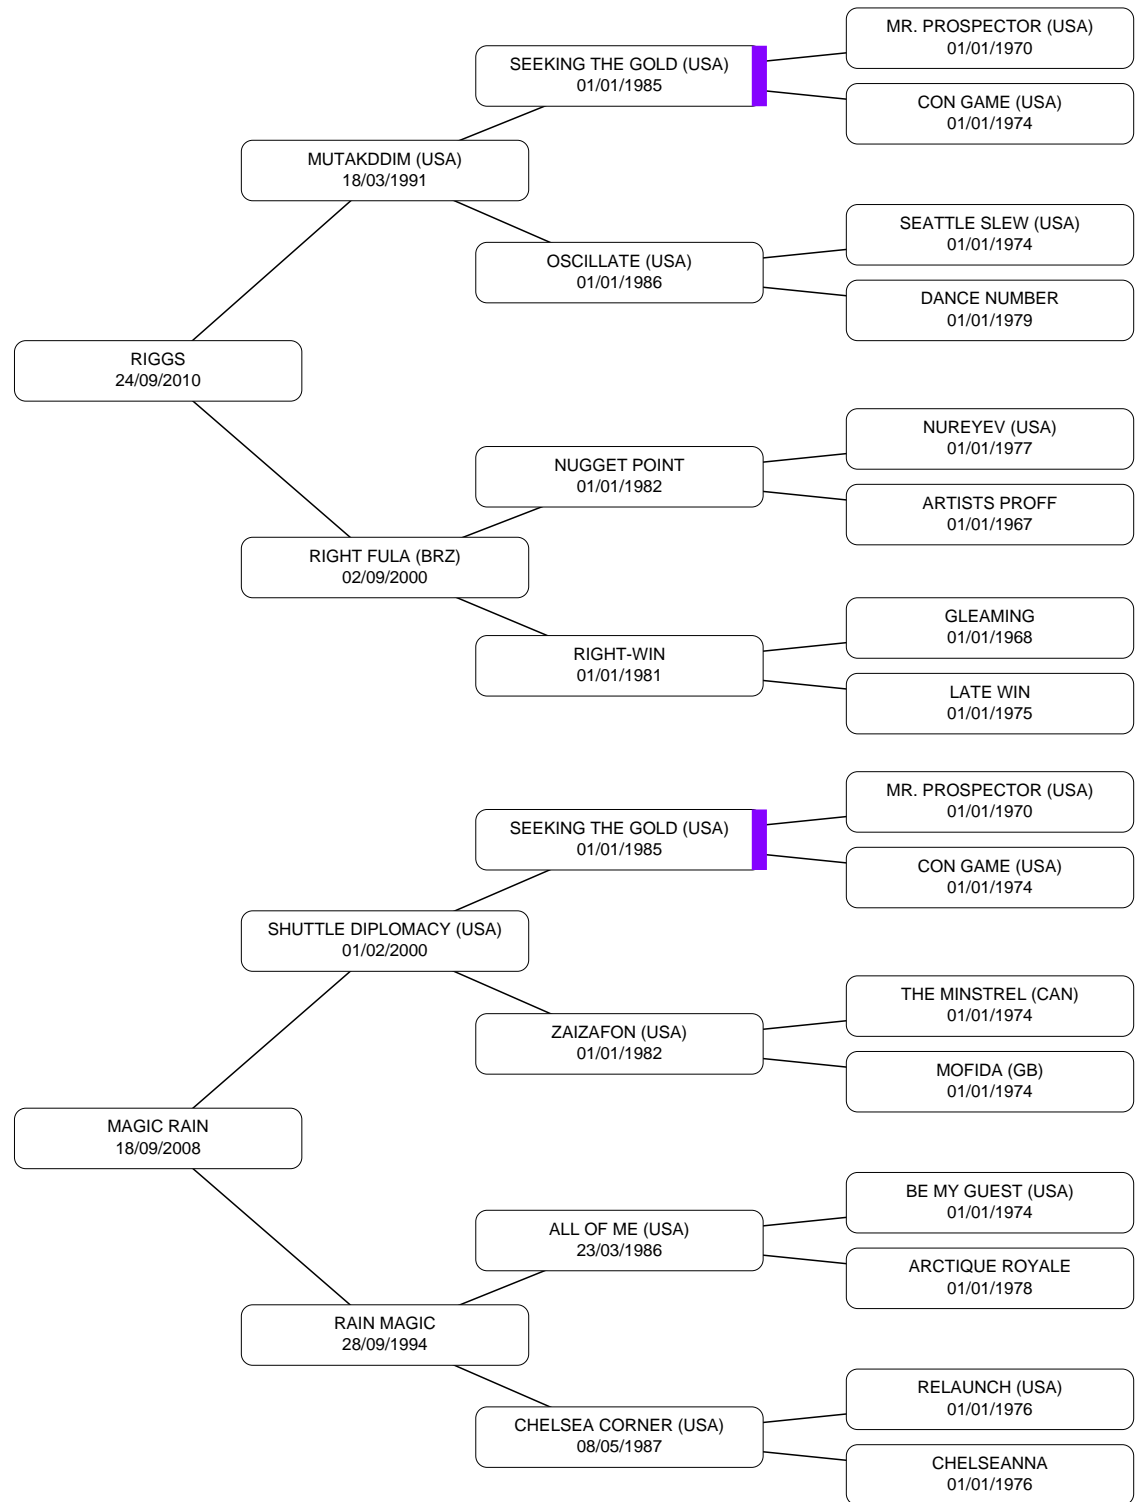 MR. PROSPECTOR (USA)
01/01/1970
SEEKING THE GOLD (USA)
01/01/1985
CON GAME (USA)
01/01/1974
MUTAKDDIM (USA)
18/03/1991
SEATTLE SLEW (USA)
01/01/1974
OSCILLATE (USA)
01/01/1986
DANCE NUMBER
01/01/1979
RIGGS
24/09/2010
NUREYEV (USA)
01/01/1977
NUGGET POINT
01/01/1982
ARTISTS PROFF
01/01/1967
RIGHT FULA (BRZ)
02/09/2000
GLEAMING
01/01/1968
RIGHT-WIN
01/01/1981
LATE WIN
01/01/1975
MR. PROSPECTOR (USA)
01/01/1970
SEEKING THE GOLD (USA)
01/01/1985
CON GAME (USA)
01/01/1974
SHUTTLE DIPLOMACY (USA)
01/02/2000
THE MINSTREL (CAN)
01/01/1974
ZAIZAFON (USA)
01/01/1982
MOFIDA (GB)
01/01/1974
MAGIC RAIN
18/09/2008
BE MY GUEST (USA)
01/01/1974
ALL OF ME (USA)
23/03/1986
ARCTIQUE ROYALE
01/01/1978
RAIN MAGIC
28/09/1994
RELAUNCH (USA)
01/01/1976
CHELSEA CORNER (USA)
08/05/1987
CHELSEANNA
01/01/1976